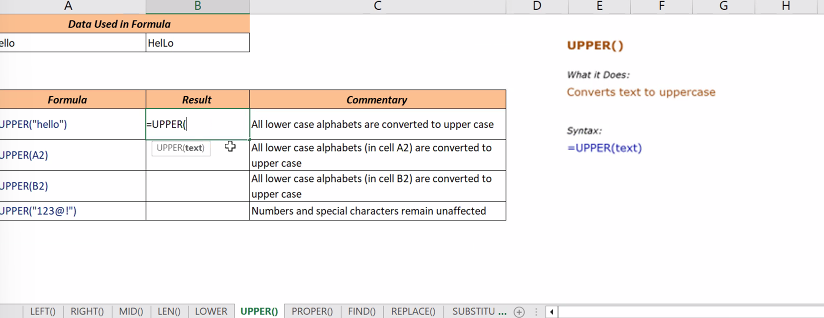 A B C D E F G H
Data Used in Formula
ello HelLo
UPPER()
What it Does:
Converts text to uppercase
Formula Result Commentary
UPPER("hello") =UPPER( All lower case alphabets are converted to upper case
Syntax:
=UPPER(text)
UPPER(text)
UPPER(A2) All lower case alphabets (in cell A2) are converted to
upper case
UPPER(B2) All lower case alphabets (in cell B2) are converted to
upper case
UPPER("123@!") Numbers and special characters remain unaffected
LEFT() RIGHT() MID() LEN() LOWER UPPER() PROPER() FIND() REPLACE() SUBSTITU ...